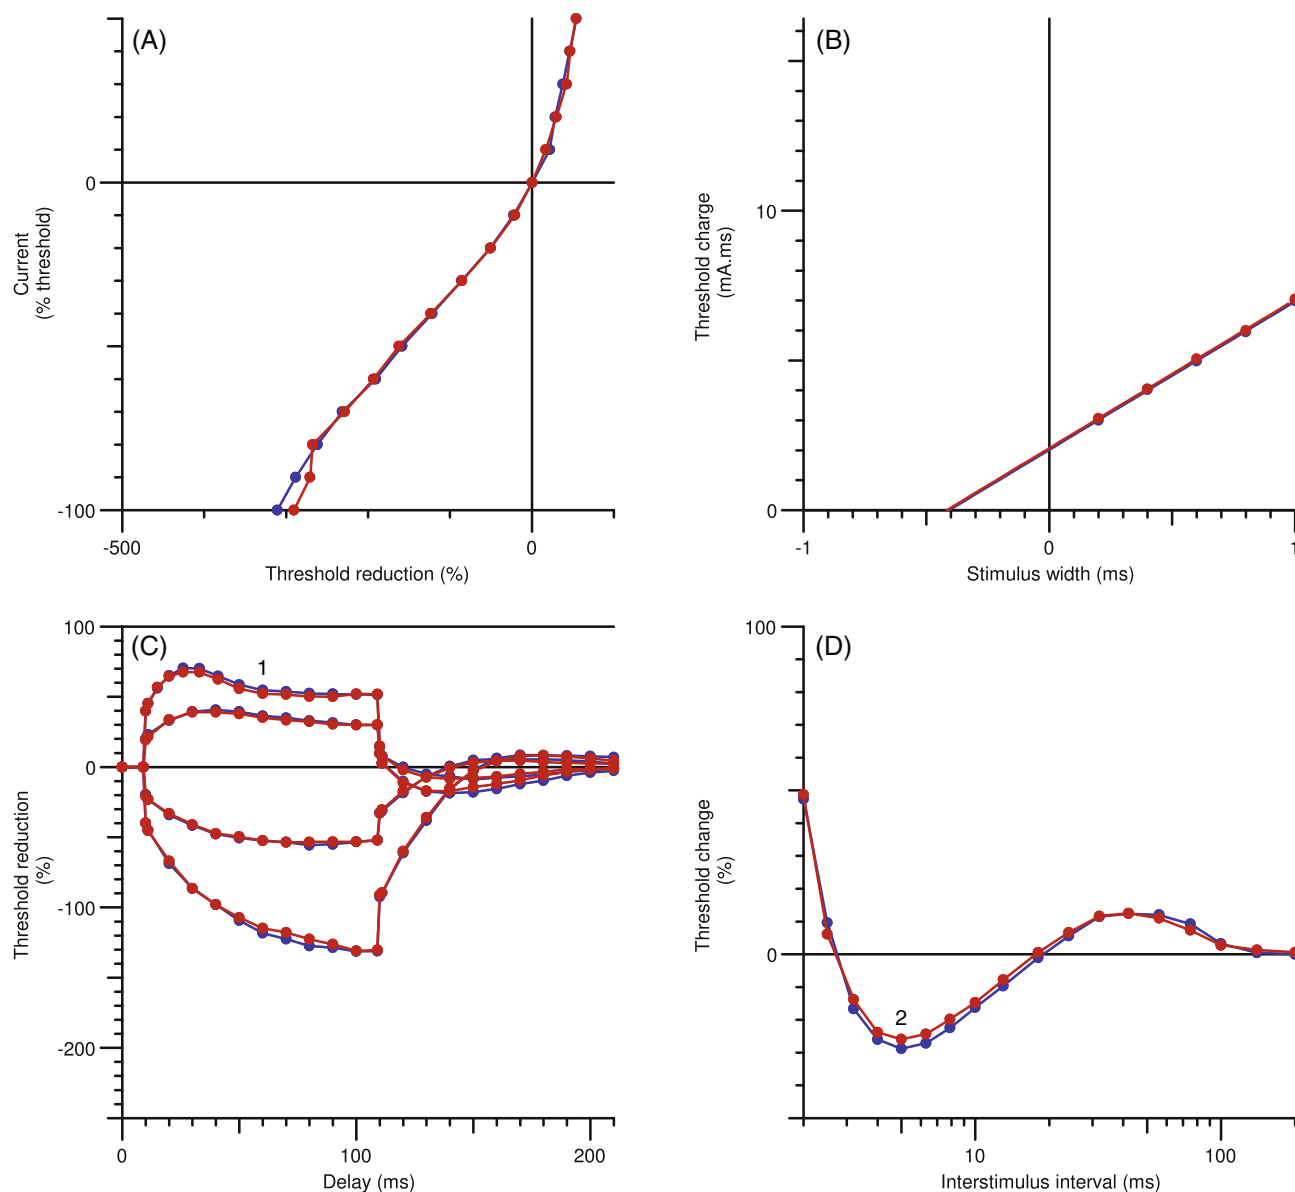 (A)
0
-100
-500
0
Current
(% threshold)
Threshold reduction (%)
(B)
10
0
-1
0
1
Threshold charge
(mA.ms)
Stimulus width (ms)
(C)
100
1
0
-100
-200
0
100
200
Threshold reduction
(%)
Delay (ms)
(D)
100
0
2
10
100
Threshold change
(%)
Interstimulus interval (ms)